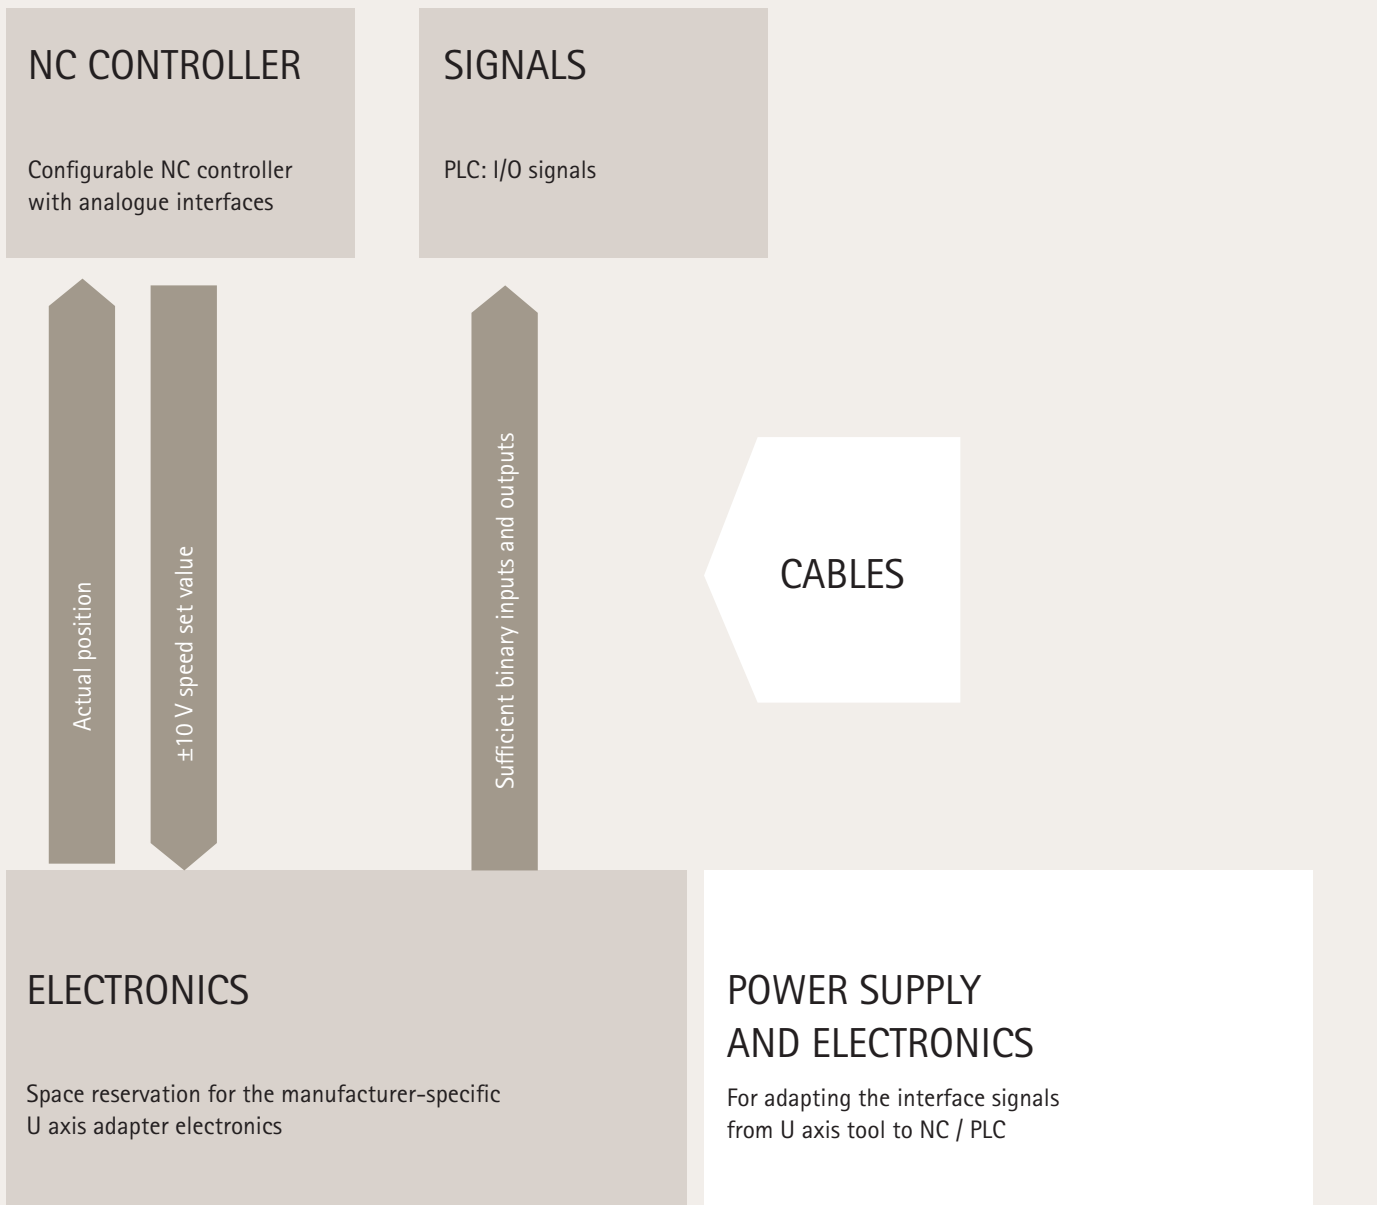 NC CONTROLLER
Configurable NC controller
with analogue interfaces
SIGNALS
PLC: I/O signals
Actual position
±10 V speed set value
Sufficient binary inputs and outputs
CABLES
ELECTRONICS
Space reservation for the manufacturer-specific
U axis adapter electronics
POWER SUPPLY
AND ELECTRONICS
For adapting the interface signals
from U axis tool to NC / PLC